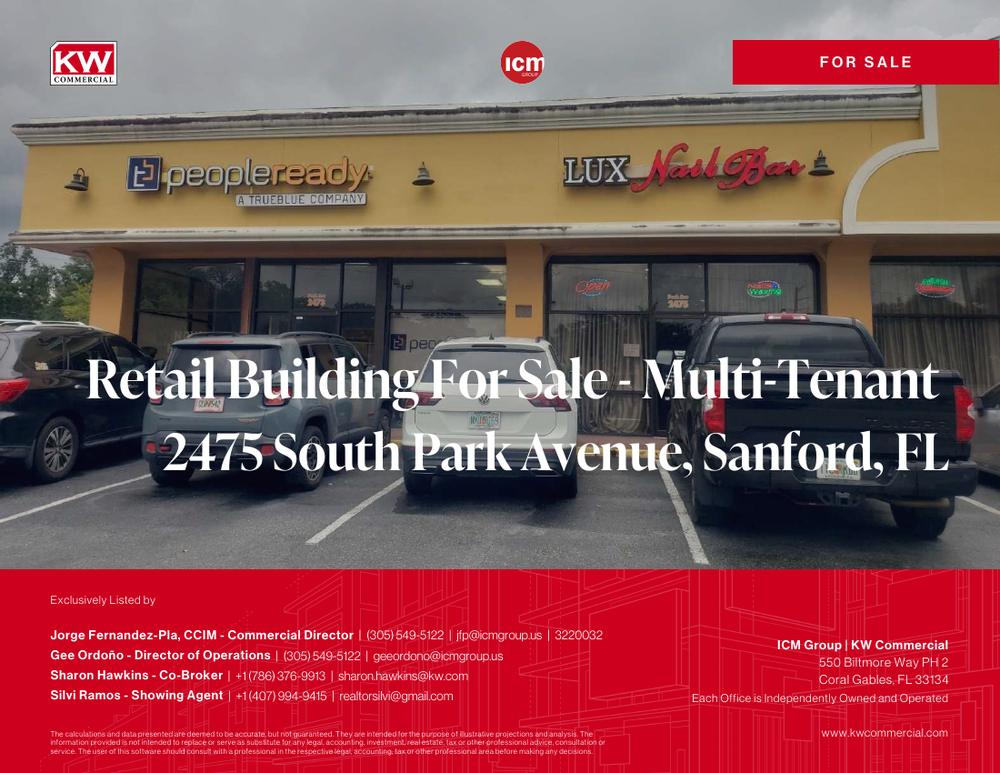 KW
COMMERCIAL
icm
GROUP
FOR SALE
peopleready
A TRUEBLUE COMPANY
LUX Nail Bar
Open
2473
2475
Retail Building For Sale - Multi-Tenant
2475 South Park Avenue, Sanford, FL
Exclusively Listed by
Jorge Fernandez-Pla, CCIM - Commercial Director | (305) 549-5122 | jfp@icmgroup.us | 3220032
Gee Ordoño - Director of Operations | (305) 549-5122 | geeordono@icmgroup.us
Sharon Hawkins - Co-Broker | +1 (786) 376-9913 | sharon.hawkins@kw.com
Silvi Ramos - Showing Agent | +1 (407) 994-9415 | realtorsilvi@gmail.com
ICM Group | KW Commercial
550 Biltmore Way PH 2
Coral Gables, FL 33134
Each Office is Independently Owned and Operated
www.kwcommercial.com
The calculations and data presented are deemed to be accurate, but not guaranteed. They are intended for the purpose of illustrative projections and analysis. The
information provided is not intended to replace or serve as substitute for any legal, accounting, investment, real estate, tax or other professional advice, consultation or
service. The user of this software should consult with a professional in the respective legal, accounting, tax or other professional area before making any decisions.